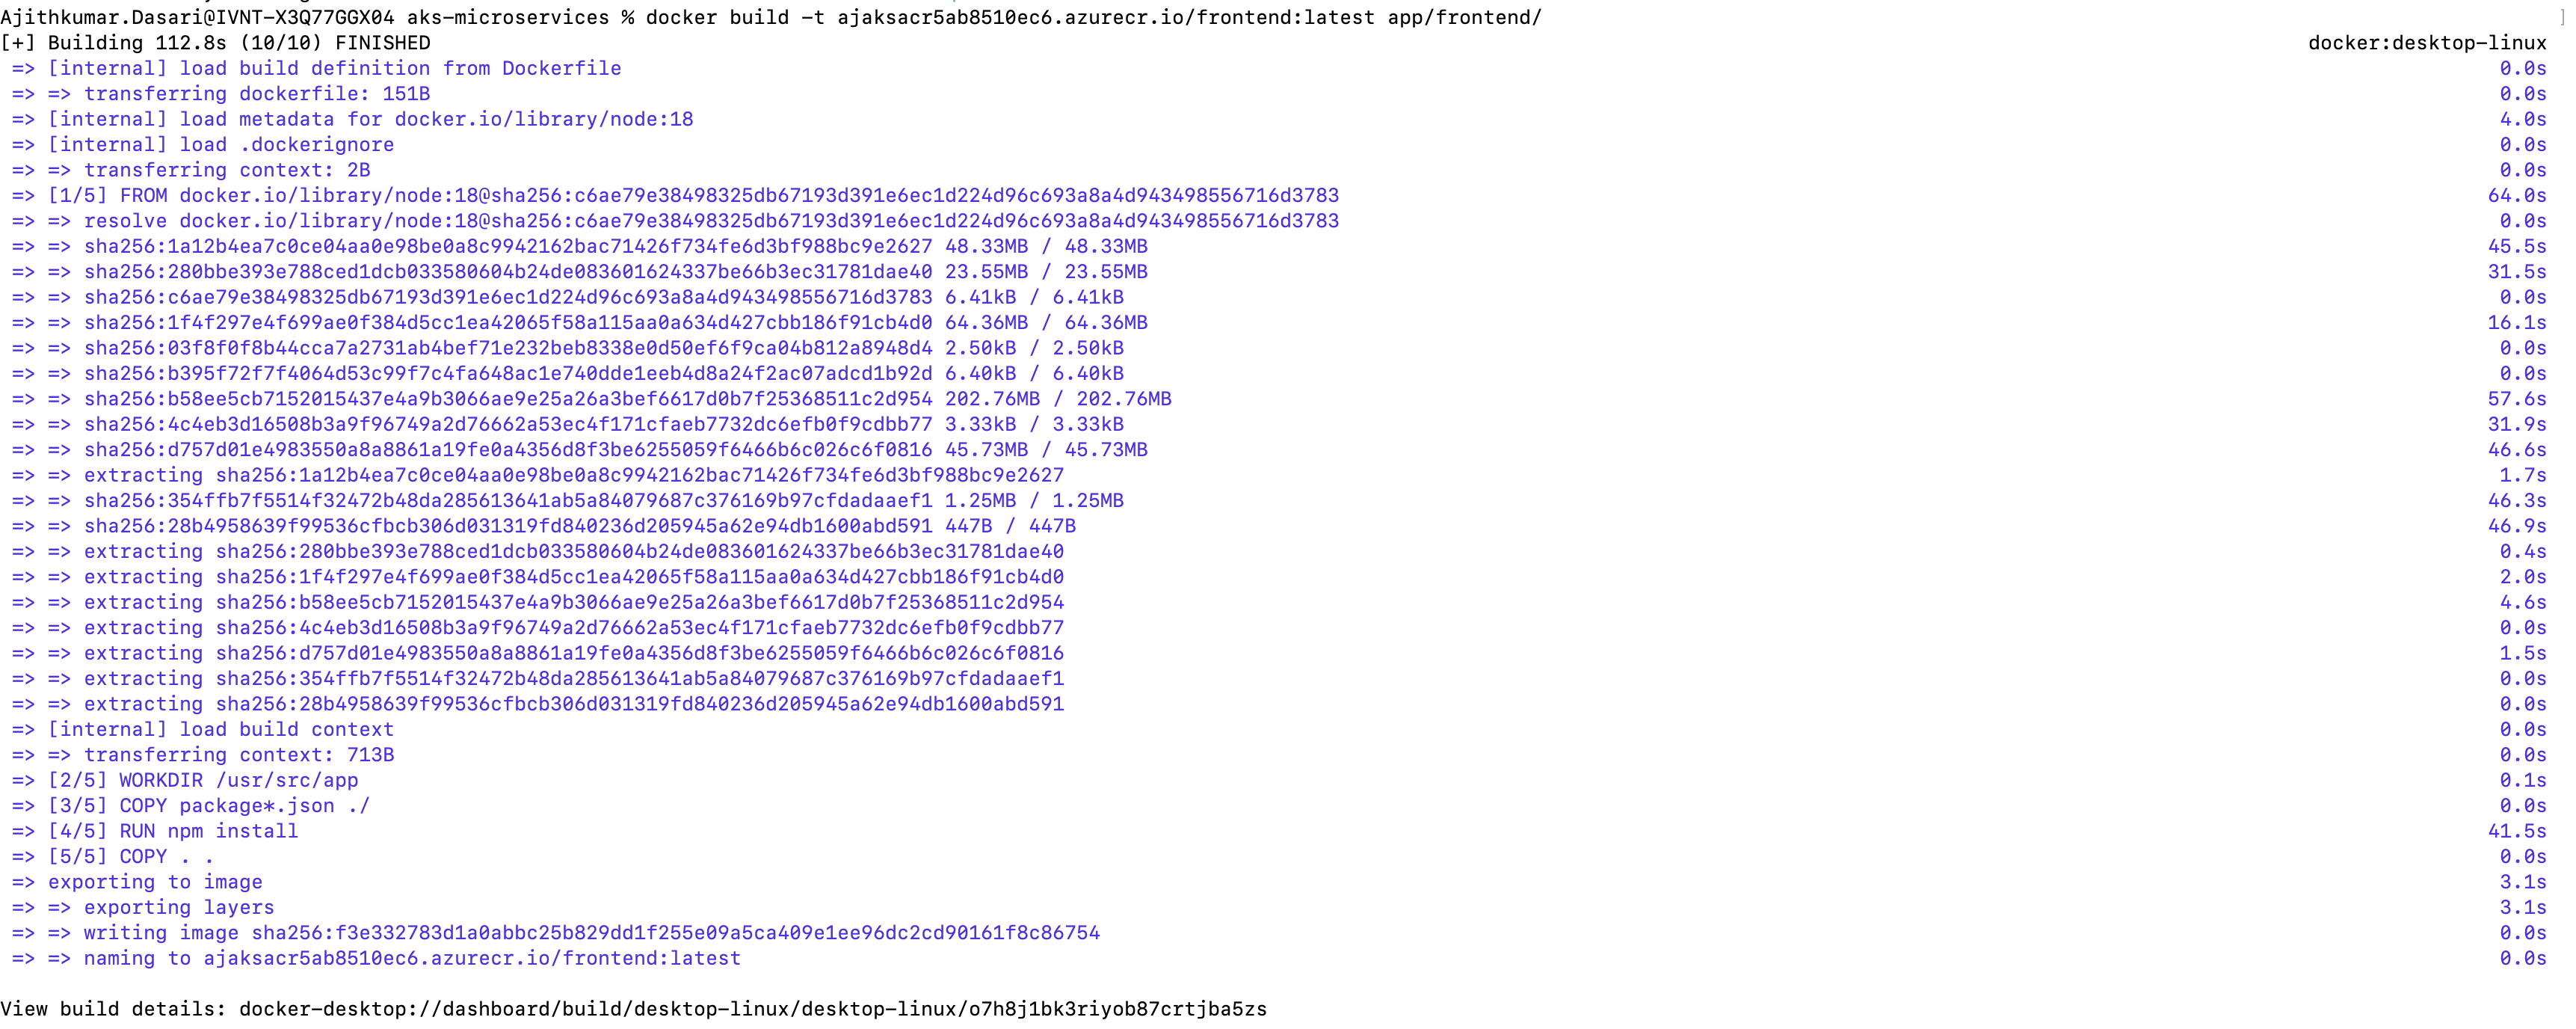 Ajithkumar.Dasari@IVNT-X3Q77GGX04 aks-microservices % docker build -t ajaksacr5ab8510ec6.azurecr.io/frontend:latest app/frontend/ ]
[+] Building 112.8s (10/10) FINISHED docker:desktop-linux
=> [internal] load build definition from Dockerfile 0.0s
=> => transferring dockerfile: 151B 0.0s
=> [internal] load metadata for docker.io/library/node:18 4.0s
=> [internal] load .dockerignore 0.0s
=> => transferring context: 2B 0.0s
=> [1/5] FROM docker.io/library/node:18@sha256:c6ae79e38498325db67193d391e6ec1d224d96c693a8a4d943498556716d3783 64.0s
=> => resolve docker.io/library/node:18@sha256:c6ae79e38498325db67193d391e6ec1d224d96c693a8a4d943498556716d3783 0.0s
=> => sha256:1a12b4ea7c0ce04aa0e98be0a8c9942162bac71426f734fe6d3bf988bc9e2627 48.33MB / 48.33MB 45.5s
=> => sha256:280bbe393e788ced1dcb033580604b24de083601624337be66b3ec31781dae40 23.55MB / 23.55MB 31.5s
=> => sha256:c6ae79e38498325db67193d391e6ec1d224d96c693a8a4d943498556716d3783 6.41kB / 6.41kB 0.0s
=> => sha256:1f4f297e4f699ae0f384d5cc1ea42065f58a115aa0a634d427cbb186f91cb4d0 64.36MB / 64.36MB 16.1s
=> => sha256:03f8f0f8b44cca7a2731ab4bef71e232beb8338e0d50ef6f9ca04b812a8948d4 2.50kB / 2.50kB 0.0s
=> => sha256:b395f72f7f4064d53c99f7c4fa648ac1e740dde1eeb4d8a24f2ac07adcd1b92d 6.40kB / 6.40kB 0.0s
=> => sha256:b58ee5cb7152015437e4a9b3066ae9e25a26a3bef6617d0b7f25368511c2d954 202.76MB / 202.76MB 57.6s
=> => sha256:4c4eb3d16508b3a9f96749a2d76662a53ec4f171cfaeb7732dc6efb0f9cdbb77 3.33kB / 3.33kB 31.9s
=> => sha256:d757d01e4983550a8a8861a19fe0a4356d8f3be6255059f6466b6c026c6f0816 45.73MB / 45.73MB 46.6s
=> => extracting sha256:1a12b4ea7c0ce04aa0e98be0a8c9942162bac71426f734fe6d3bf988bc9e2627 1.7s
=> => sha256:354ffb7f5514f32472b48da285613641ab5a84079687c376169b97cfdadaaef1 1.25MB / 1.25MB 46.3s
=> => sha256:28b4958639f99536cfbcb306d031319fd840236d205945a62e94db1600abd591 447B / 447B 46.9s
=> => extracting sha256:280bbe393e788ced1dcb033580604b24de083601624337be66b3ec31781dae40 0.4s
=> => extracting sha256:1f4f297e4f699ae0f384d5cc1ea42065f58a115aa0a634d427cbb186f91cb4d0 2.0s
=> => extracting sha256:b58ee5cb7152015437e4a9b3066ae9e25a26a3bef6617d0b7f25368511c2d954 4.6s
=> => extracting sha256:4c4eb3d16508b3a9f96749a2d76662a53ec4f171cfaeb7732dc6efb0f9cdbb77 0.0s
=> => extracting sha256:d757d01e4983550a8a8861a19fe0a4356d8f3be6255059f6466b6c026c6f0816 1.5s
=> => extracting sha256:354ffb7f5514f32472b48da285613641ab5a84079687c376169b97cfdadaaef1 0.0s
=> => extracting sha256:28b4958639f99536cfbcb306d031319fd840236d205945a62e94db1600abd591 0.0s
=> [internal] load build context 0.0s
=> => transferring context: 713B 0.0s
=> [2/5] WORKDIR /usr/src/app 0.1s
=> [3/5] COPY package*.json ./ 0.0s
=> [4/5] RUN npm install 41.5s
=> [5/5] COPY . . 0.0s
=> exporting to image 3.1s
=> => exporting layers 3.1s
=> => writing image sha256:f3e332783d1a0abbc25b829dd1f255e09a5ca409e1ee96dc2cd90161f8c86754 0.0s
=> => naming to ajaksacr5ab8510ec6.azurecr.io/frontend:latest 0.0s
View build details: docker-desktop://dashboard/build/desktop-linux/desktop-linux/o7h8j1bk3riyob87crtjba5zs